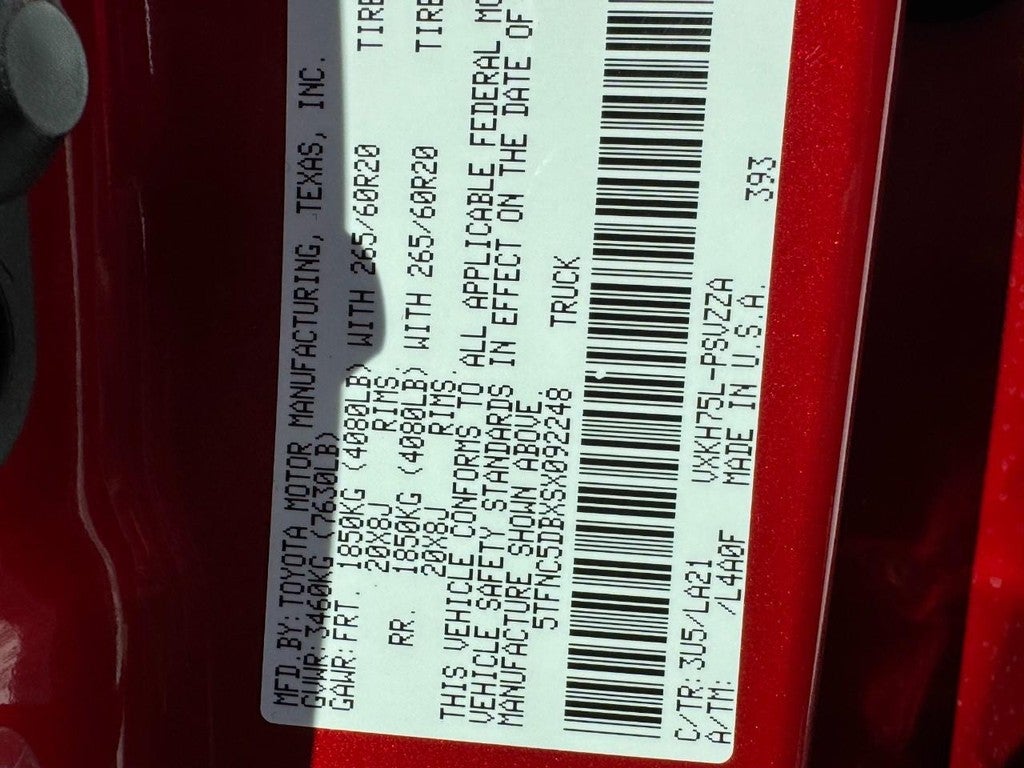 MFD.BY:TOYOTA MOTOR MANUFACTURING, TEXAS, INC.
GVWR:3460KG (7630LB)
GAWR:FRT. 1850KG (4080LB) WITH 265/60R20 TIRE
20X8J RIMS.
RR. 1850KG (4080LB) WITH 265/60R20 TIRE
20X8J RIMS.
THIS VEHICLE CONFORMS TO ALL APPLICABLE FEDERAL MO
VEHICLE SAFETY STANDARDS IN EFFECT ON THE DATE OF
MANUFACTURE SHOWN ABOVE.
5TFNC5DBXSX092248 TRUCK
C/TR:3U5/LA21 VXKH75L-PSVZZA
A/TM: /L4A0F MADE IN U.S.A. 393